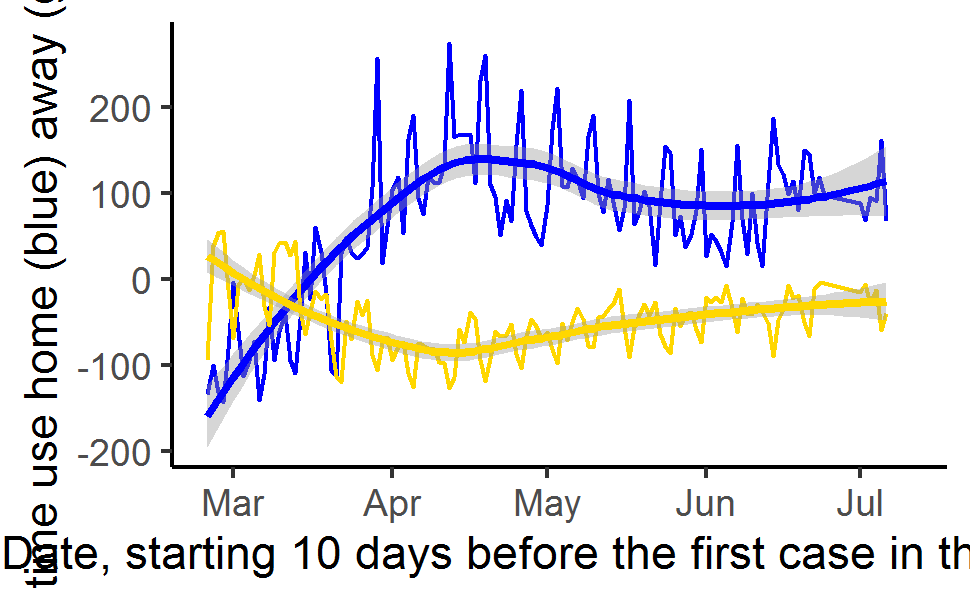 time use home (blue) away (
200
100
0
-100
-200
Mar Apr May Jun Jul
Date, starting 10 days before the first case in th